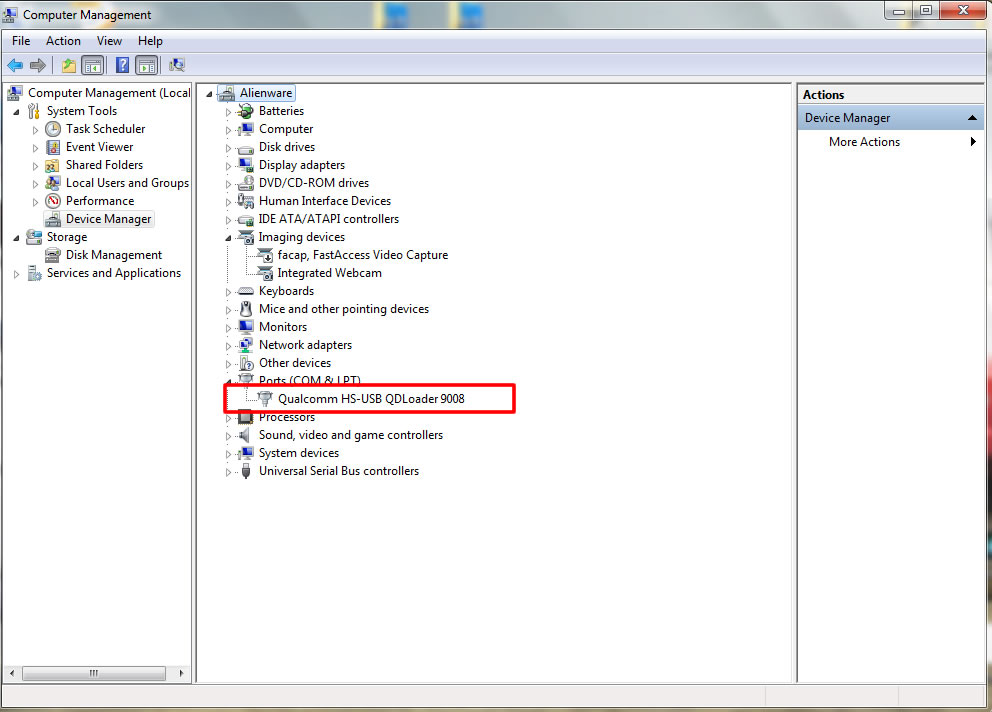 Computer Management
File Action View Help
Computer Management (Local
System Tools
Task Scheduler
Event Viewer
Shared Folders
Local Users and Groups
Performance
Device Manager
Storage
Disk Management
Services and Applications
Alienware
Batteries
Computer
Disk drives
Display adapters
DVD/CD-ROM drives
Human Interface Devices
IDE ATA/ATAPI controllers
Imaging devices
facap, FastAccess Video Capture
Integrated Webcam
Keyboards
Mice and other pointing devices
Monitors
Network adapters
Other devices
Ports (COM & LPT)
Qualcomm HS-USB QDLoader 9008
Processors
Sound, video and game controllers
System devices
Universal Serial Bus controllers
Actions
Device Manager
More Actions